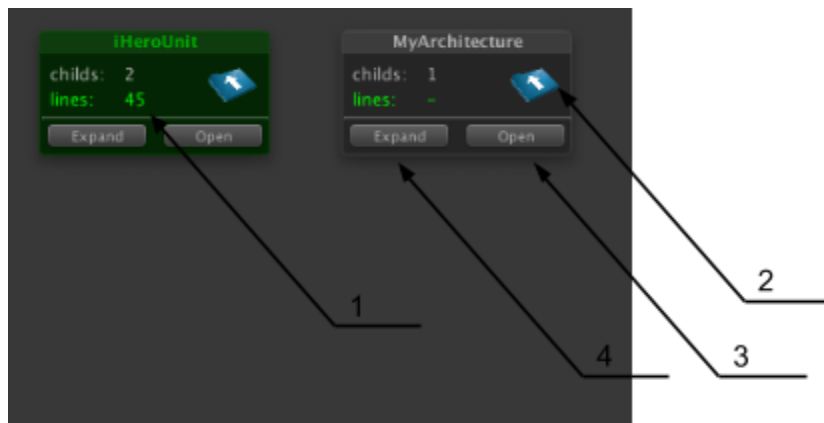 iHeroUnit
childs: 2
lines: 45
Expand Open
MyArchitecture
childs: 1
lines: -
Expand Open
1
2
4
3